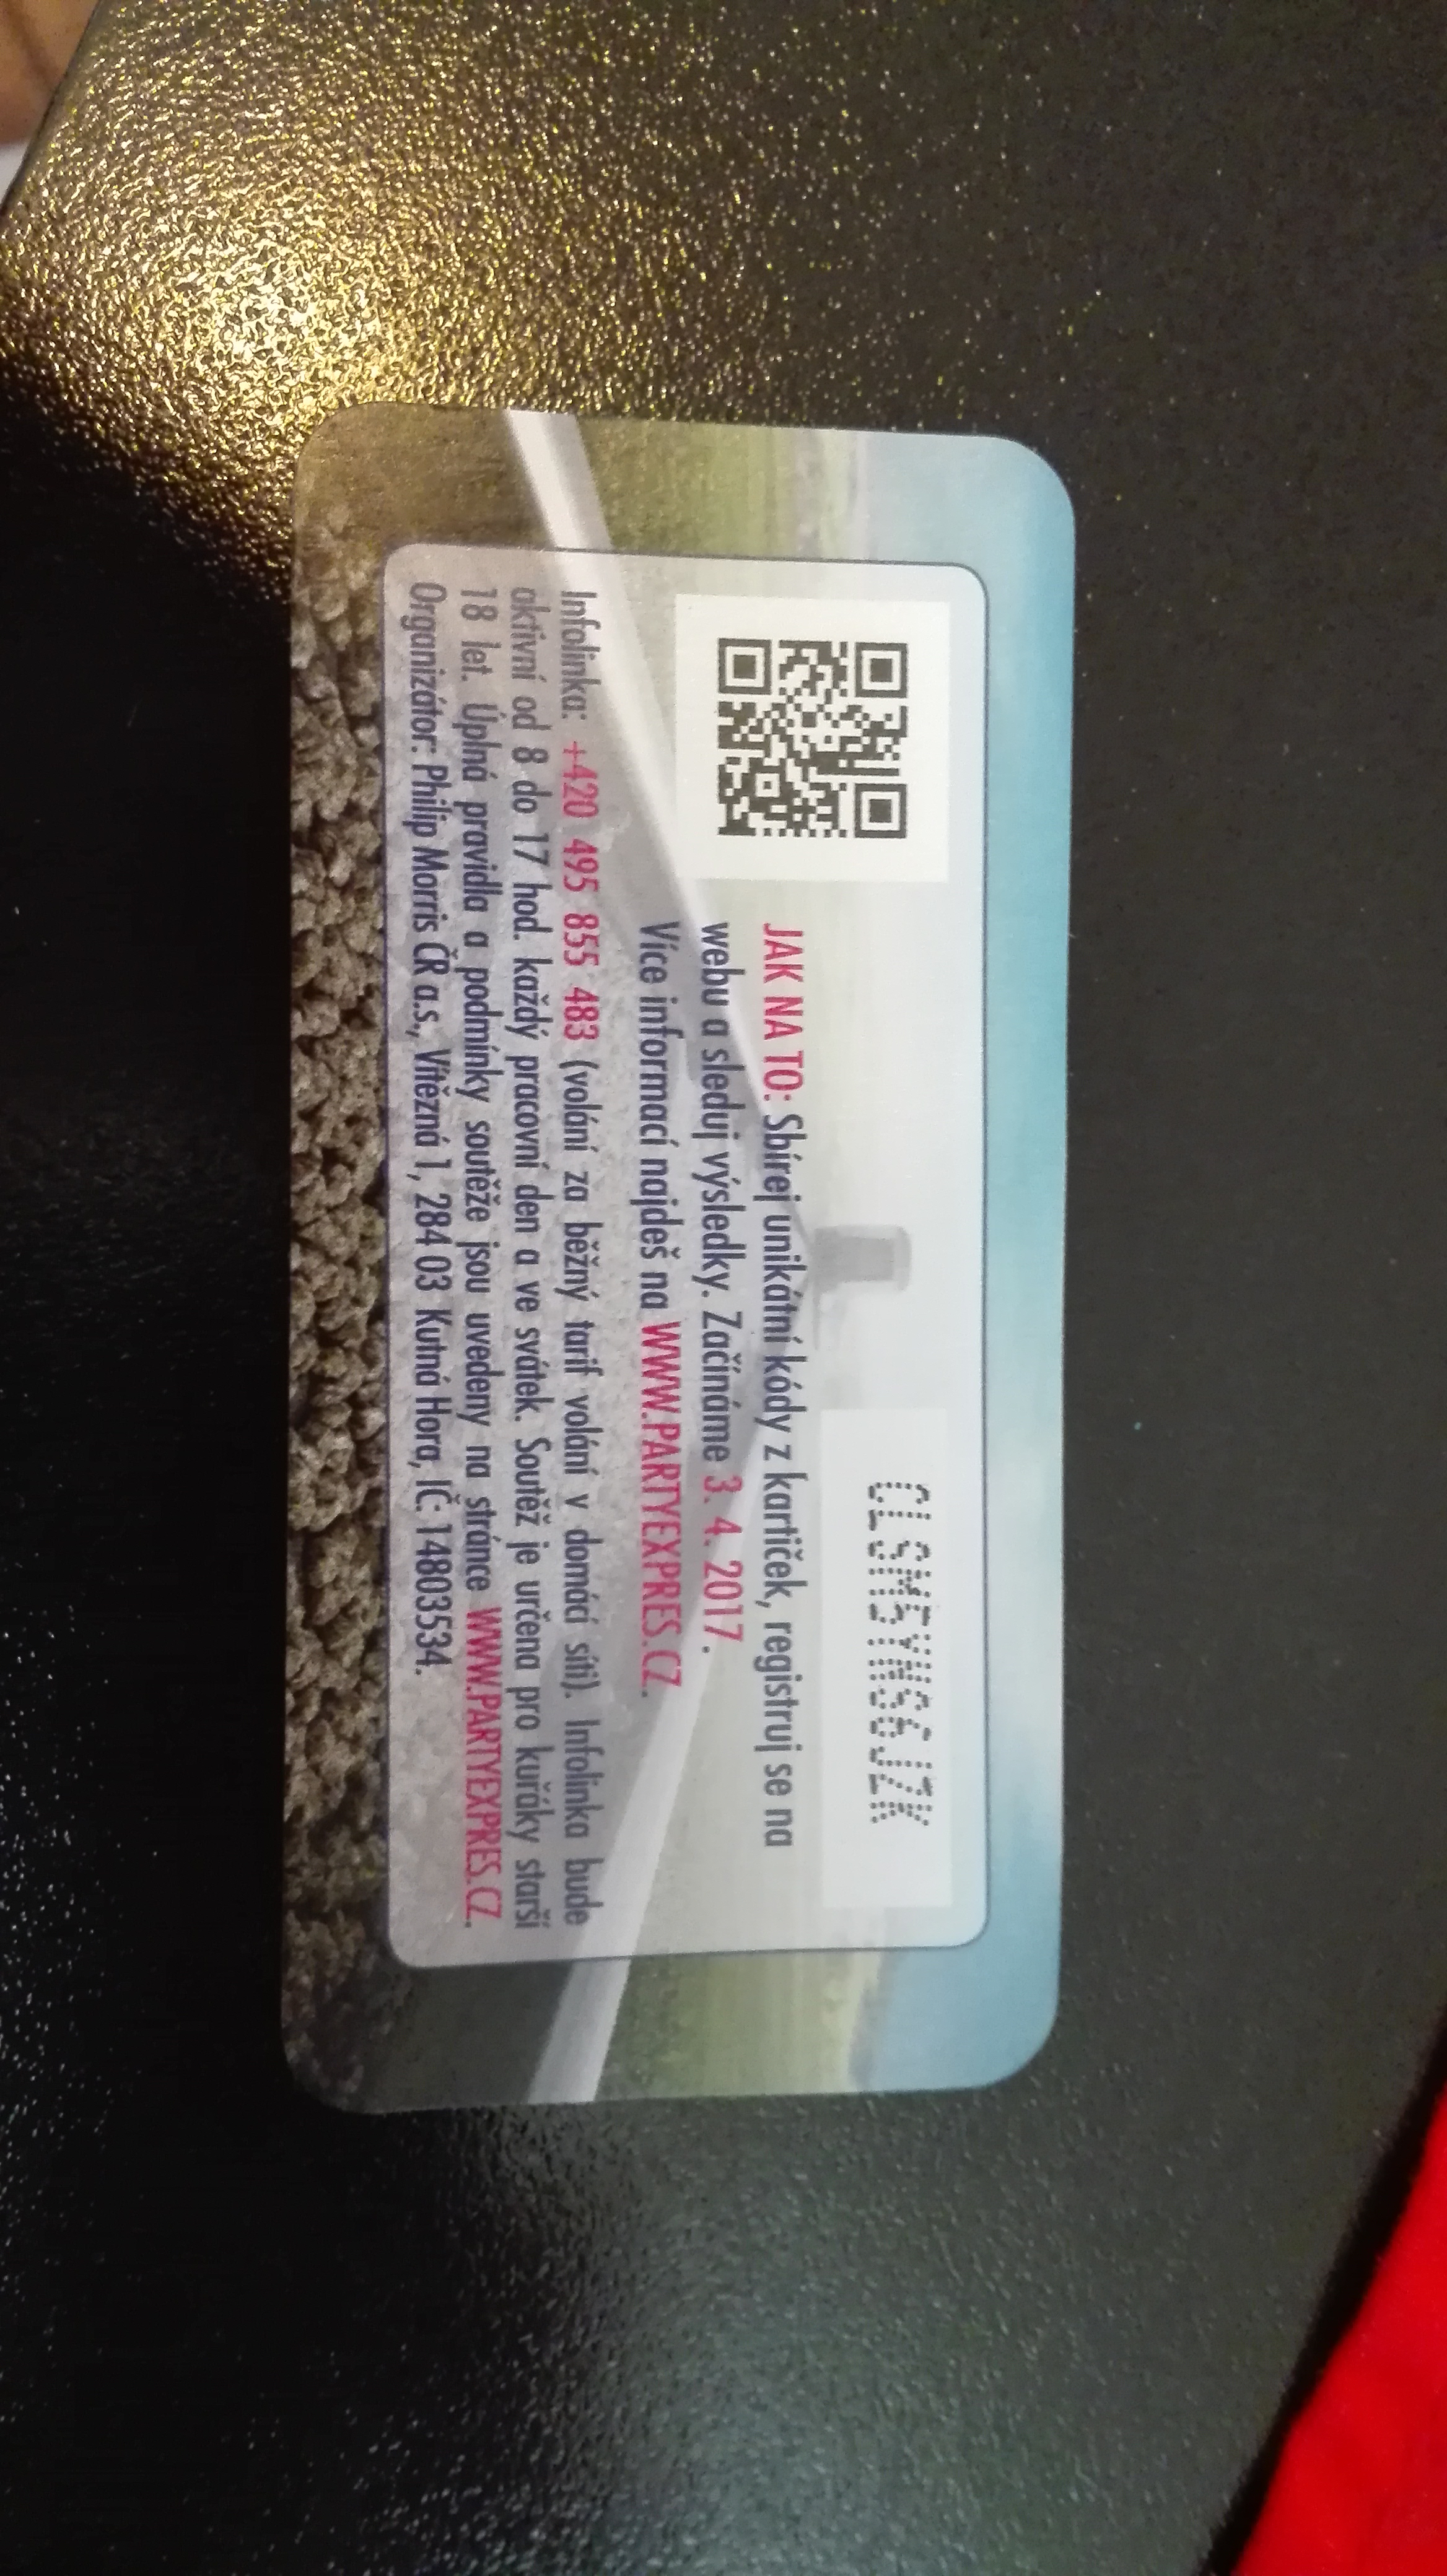 CLSM5YNS6JZK
JAK NA TO: Sbírej unikátní kódy z kartiček, registruj se na
webu a sleduj výsledky. Začínáme 3. 4. 2017.
Více informací najdeš na WWW.PARTYEXPRES.CZ.
Infolinka: +420 495 855 483 (volání za běžný tarif volání v domácí síti). Infolinka bude
aktivní od 8 do 17 hod. každý pracovní den a ve svátek. Soutěž je určena pro kuřáky starší
18 let. Úplná pravidla a podmínky soutěže jsou uvedeny na stránce WWW.PARTYEXPRES.CZ.
Organizátor: Philip Morris ČR a.s., Vítězná 1, 284 03 Kutná Hora, IČ: 14803534.